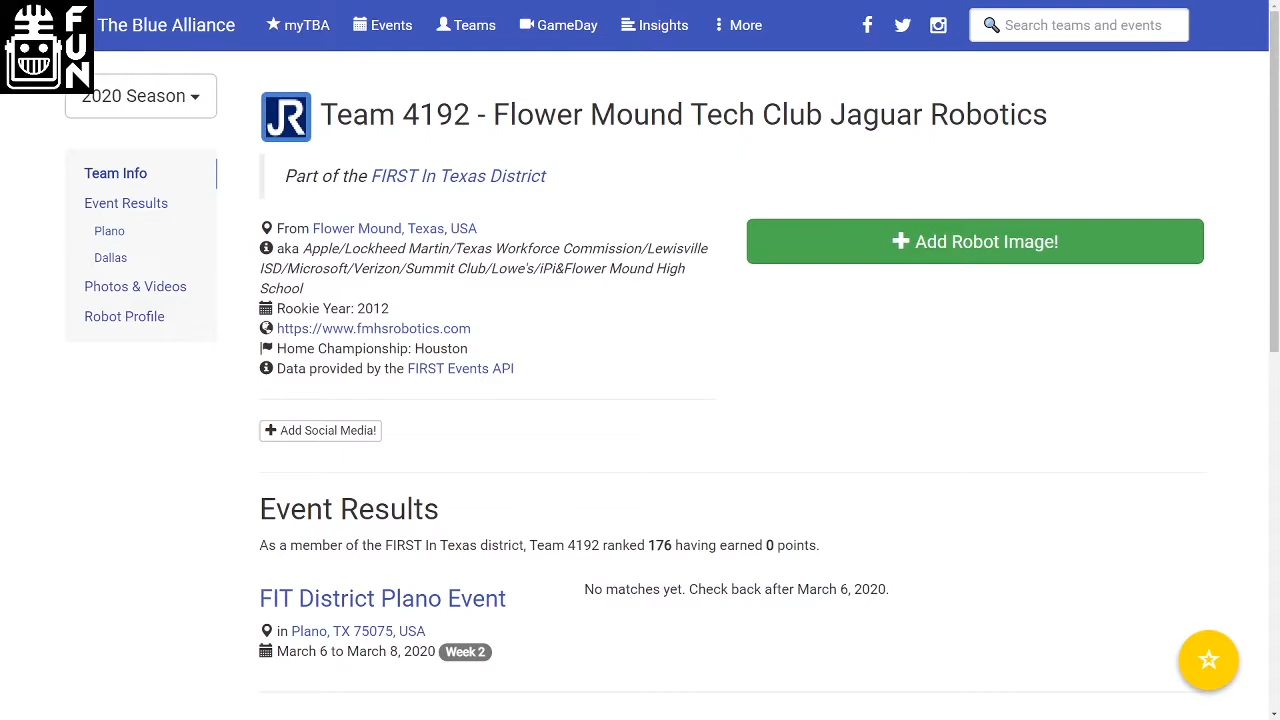 FUN
The Blue Alliance
myTBA
Events
Teams
GameDay
Insights
More
Search teams and events
2020 Season
Team Info
Event Results
Plano
Dallas
Photos & Videos
Robot Profile
JR
Team 4192 - Flower Mound Tech Club Jaguar Robotics
Part of the FIRST In Texas District
From Flower Mound, Texas, USA
aka Apple/Lockheed Martin/Texas Workforce Commission/Lewisville
ISD/Microsoft/Verizon/Summit Club/Lowe's/iPi&Flower Mound High
School
Rookie Year: 2012
https://www.fmhsrobotics.com
Home Championship: Houston
Data provided by the FIRST Events API
Add Robot Image!
Add Social Media!
Event Results
As a member of the FIRST In Texas district, Team 4192 ranked 176 having earned 0 points.
FIT District Plano Event
in Plano, TX 75075, USA
March 6 to March 8, 2020 Week 2
No matches yet. Check back after March 6, 2020.